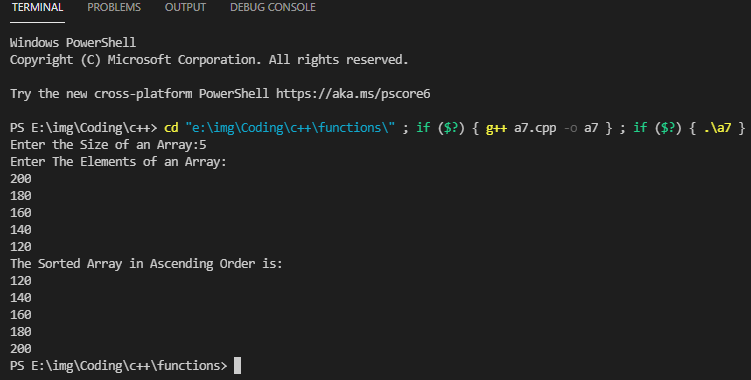 TERMINAL PROBLEMS OUTPUT DEBUG CONSOLE
Windows PowerShell
Copyright (C) Microsoft Corporation. All rights reserved.
Try the new cross-platform PowerShell https://aka.ms/pscore6
PS E:\img\Coding\c++> cd "e:\img\Coding\c++\functions\" ; if ($?) { g++ a7.cpp -o a7 } ; if ($?) { .\a7 }
Enter the Size of an Array:5
Enter The Elements of an Array:
200
180
160
140
120
The Sorted Array in Ascending Order is:
120
140
160
180
200
PS E:\img\Coding\c++\functions>